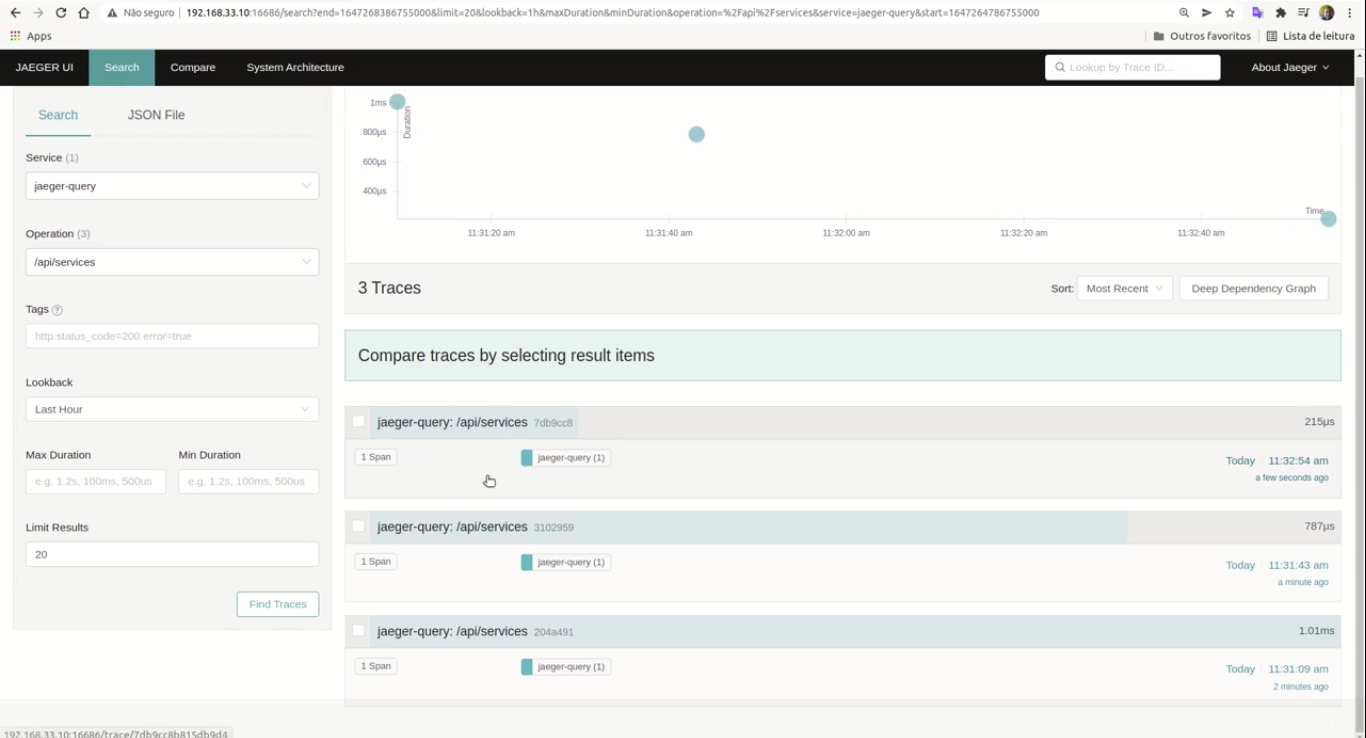 Não seguro | 192.168.33.10:16686/search?end=1647268386755000&limit=20&lookback=1h&maxDuration&minDuration&operation=%2Fapi%2Fservices&service=jaeger-query&start=1647264786755000
Apps Outros favoritos Lista de leitura
JAEGER UI Search Compare System Architecture Lookup by Trace ID... About Jaeger
Search JSON File
Service (1)
jaeger-query
Operation (3)
/api/services
Tags ?
http.status_code=200 error=true
Lookback
Last Hour
Max Duration Min Duration
e.g. 1.2s, 100ms, 500us e.g. 1.2s, 100ms, 500us
Limit Results
20
Find Traces
Duration
1ms
800μs
600μs
400μs
Time
11:31:20 am 11:31:40 am 11:32:00 am 11:32:20 am 11:32:40 am
3 Traces Sort: Most Recent Deep Dependency Graph
Compare traces by selecting result items
jaeger-query: /api/services 7db9cc8 215μs
1 Span jaeger-query (1) Today 11:32:54 am
a few seconds ago
jaeger-query: /api/services 3102959 787μs
1 Span jaeger-query (1) Today 11:31:43 am
a minute ago
jaeger-query: /api/services 204a491 1.01ms
1 Span jaeger-query (1) Today 11:31:09 am
2 minutes ago
192.168.33.10:16686/trace/7db9cc8b815db9d4